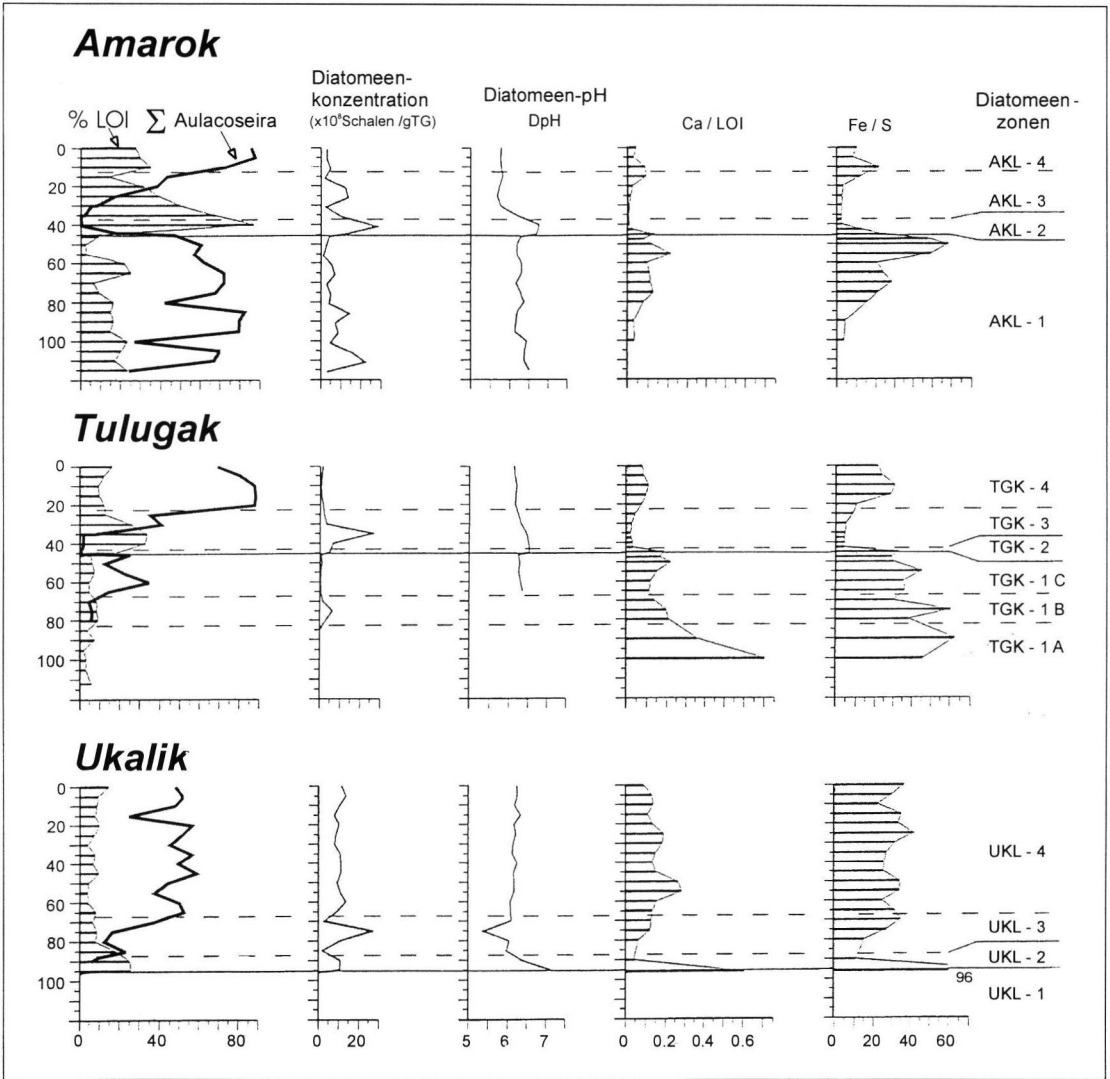 Amarok
% LOI Σ Aulacoseira
Diatomeen-
konzentration
(x10⁸Schalen /gTG)
Diatomeen-pH
DpH
Ca / LOI
Fe / S
Diatomeen -
zonen
0
20
40
60
80
100
AKL - 4
AKL - 3
AKL - 2
AKL - 1
Tulugak
0
20
40
60
80
100
TGK - 4
TGK - 3
TGK - 2
TGK - 1 C
TGK - 1 B
TGK - 1 A
Ukalik
0
20
40
60
80
100
UKL - 4
UKL - 3
UKL - 2
96
UKL - 1
0 40 80
0 20
5 6 7
0 0.2 0.4 0.6
0 20 40 60